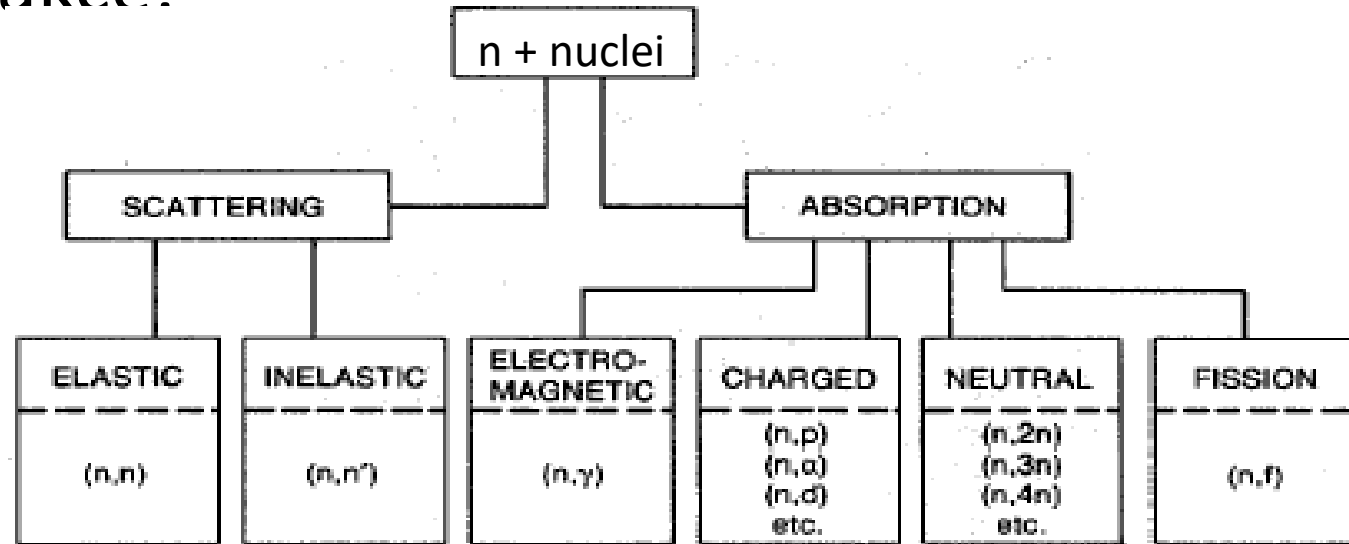 n + nuclei
SCATTERING
ABSORPTION
ELASTIC
(n,n)
INELASTIC
(n,n')
ELECTRO-
MAGNETIC
(n,γ)
CHARGED
(n,p)
(n,α)
(n,d)
etc.
NEUTRAL
(n,2n)
(n,3n)
(n,4n)
etc.
FISSION
(n,f)